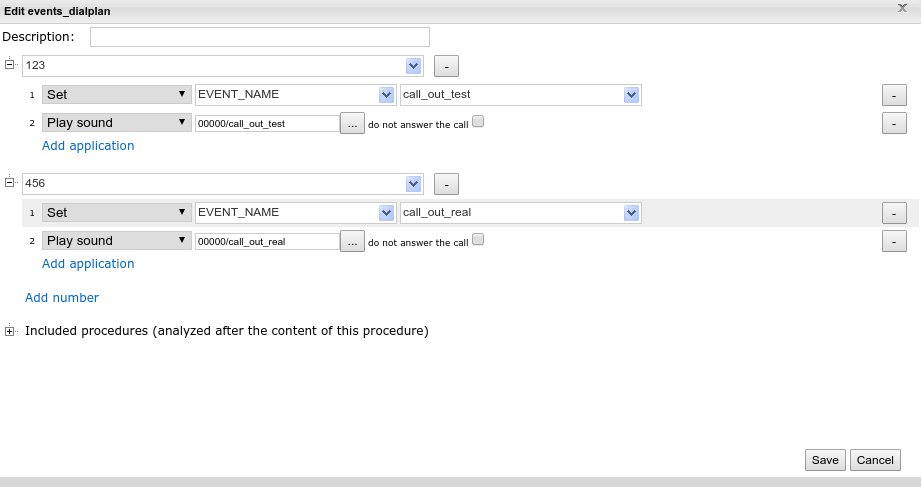 Edit events_dialplan
Description:
123 -
1 Set EVENT_NAME call_out_test -
2 Play sound 00000/call_out_test ... do not answer the call -
Add application
456 -
1 Set EVENT_NAME call_out_real -
2 Play sound 00000/call_out_real ... do not answer the call -
Add application
Add number
Included procedures (analyzed after the content of this procedure)
Save Cancel